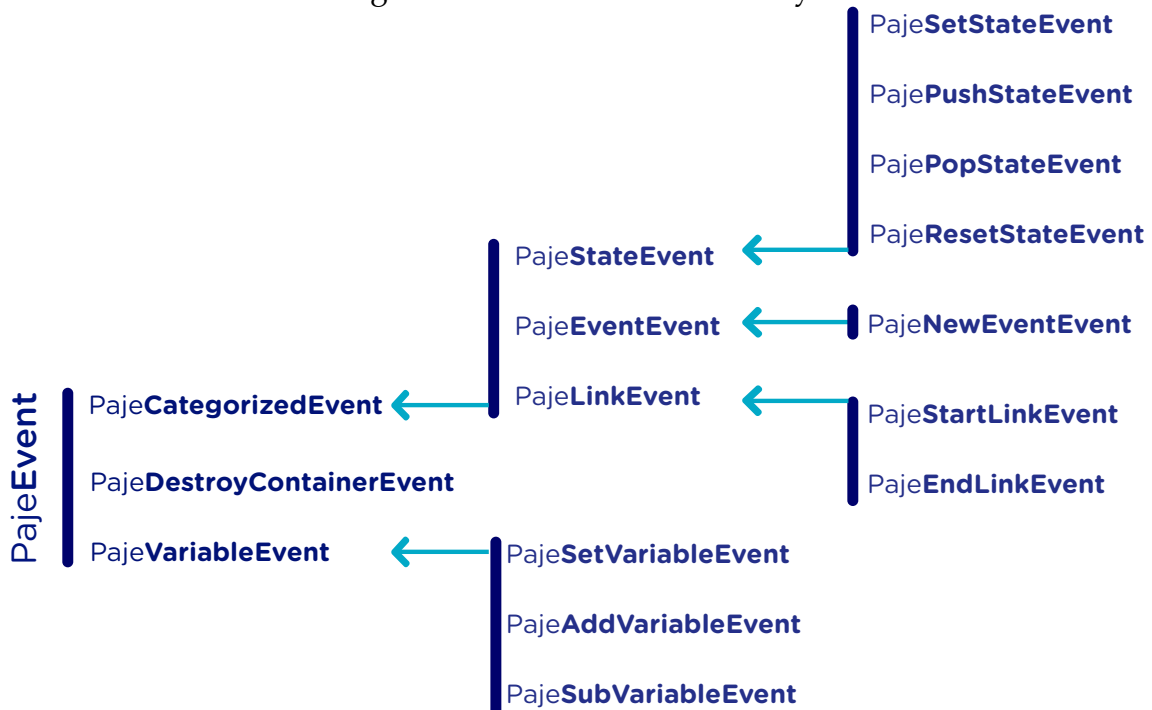 PajeSetStateEvent
PajePushStateEvent
PajePopStateEvent
PajeResetStateEvent
PajeStateEvent
PajeEventEvent
PajeNewEventEvent
PajeLinkEvent
PajeStartLinkEvent
PajeEndLinkEvent
PajeEvent
PajeCategorizedEvent
PajeDestroyContainerEvent
PajeVariableEvent
PajeSetVariableEvent
PajeAddVariableEvent
PajeSubVariableEvent